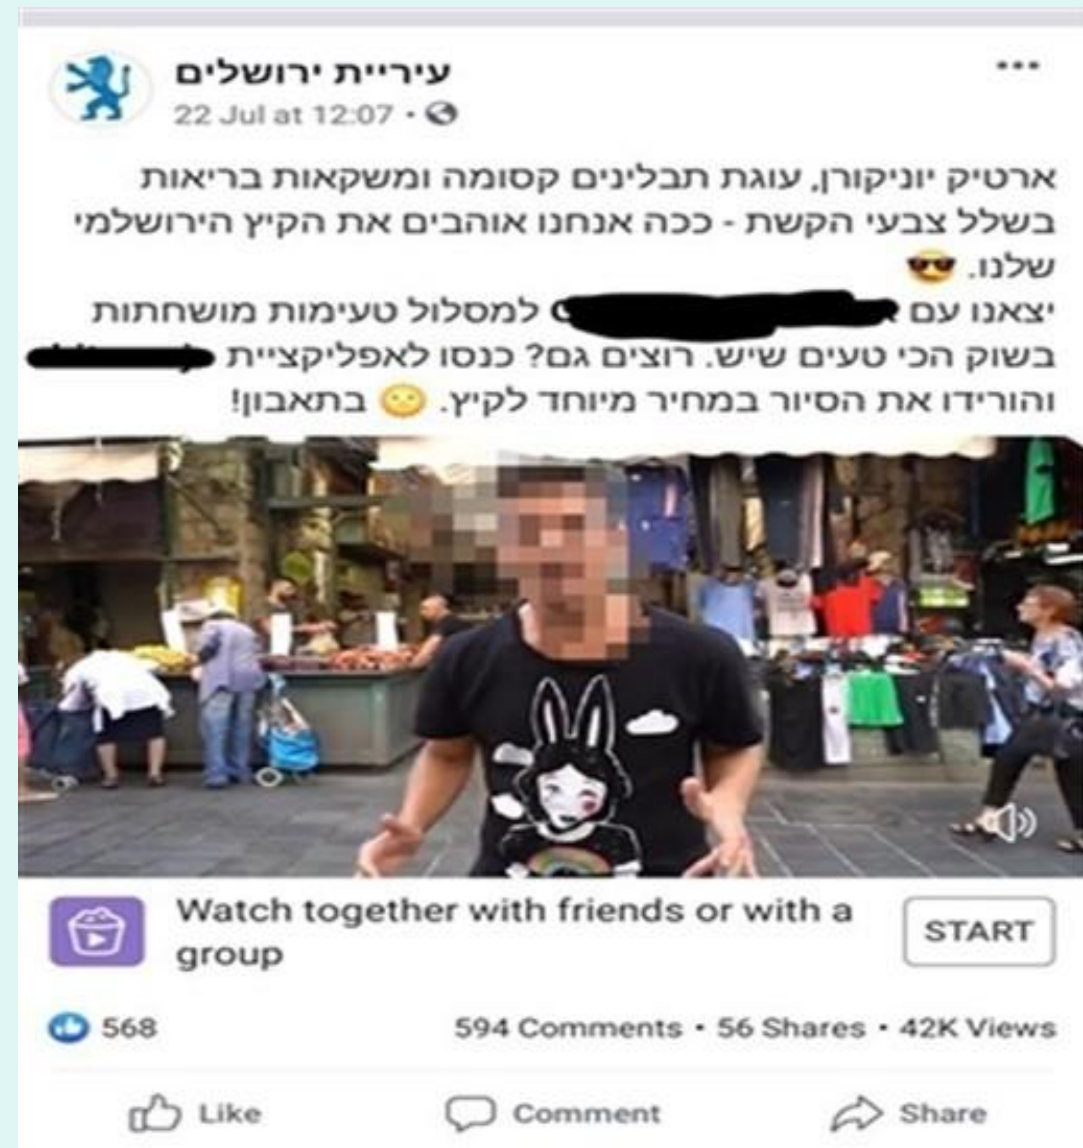 עיריית ירושלים
22 Jul at 12:07
ארטיק יוניקורן, עוגת תבלינים קסומה ומשקאות בריאות
בשלל צבעי הקשת - ככה אנחנו אוהבים את הקיץ הירושלמי
שלנו. 😎
יצאנו עם למסלול טעימות מושחתות
בשוק הכי טעים שיש. רוצים גם? כנסו לאפליקציית
והורידו את הסיור במחיר מיוחד לקיץ. 😋 בתאבון!
Watch together with friends or with a
group
START
568
594 Comments • 56 Shares • 42K Views
Like
Comment
Share